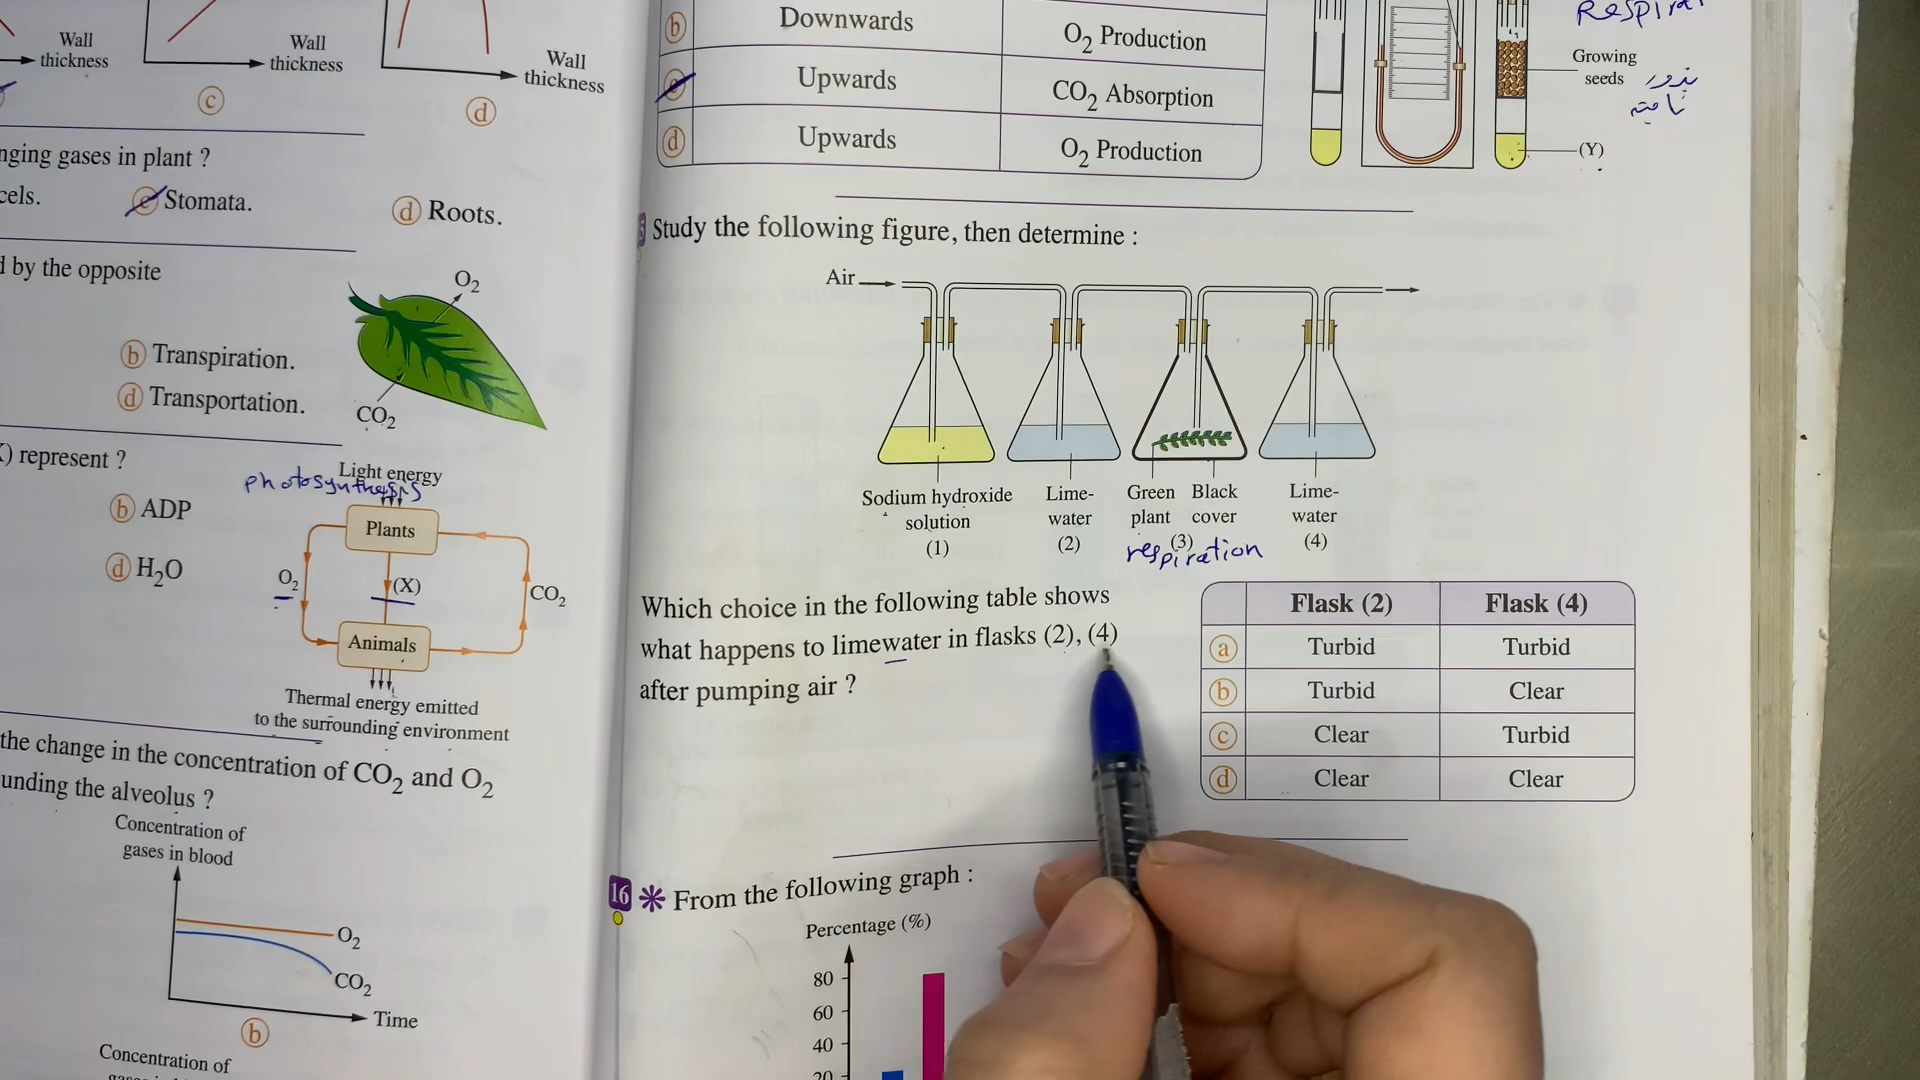 Wall
thickness
Wall
thickness
Wall
thickness
c
d
nging gases in plant ?
cels.
c Stomata.
d Roots.
d by the opposite
O₂
CO₂
b Transpiration.
d Transportation.
) represent ?
photosynthesis
Light energy
b ADP
d H₂O
Plants
O₂
(X)
CO₂
Animals
Thermal energy emitted
to the surrounding environment
the change in the concentration of CO₂ and O₂
unding the alveolus ?
Concentration of
gases in blood
O₂
CO₂
Time
b
Concentration of
b Downwards O₂ Production
c Upwards CO₂ Absorption
d Upwards O₂ Production
Growing
seeds
بذور
نامية
(Y)
Study the following figure, then determine :
Air
Sodium hydroxide
solution
(1)
Lime-
water
(2)
Green
plant
Black
cover
(3)
respiration
Lime-
water
(4)
Which choice in the following table shows
what happens to limewater in flasks (2), (4)
after pumping air ?
Flask (2) Flask (4)
a Turbid Turbid
b Turbid Clear
c Clear Turbid
d Clear Clear
16 * From the following graph :
Percentage (%)
80
60
40
20